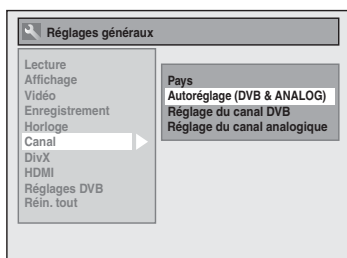 Réglages généraux
Lecture
Affichage
Vidéo
Enregistrement
Horloge
Canal
DivX
HDMI
Réglages DVB
Réin. tout
Pays
Autoréglage (DVB & ANALOG)
Réglage du canal DVB
Réglage du canal analogique